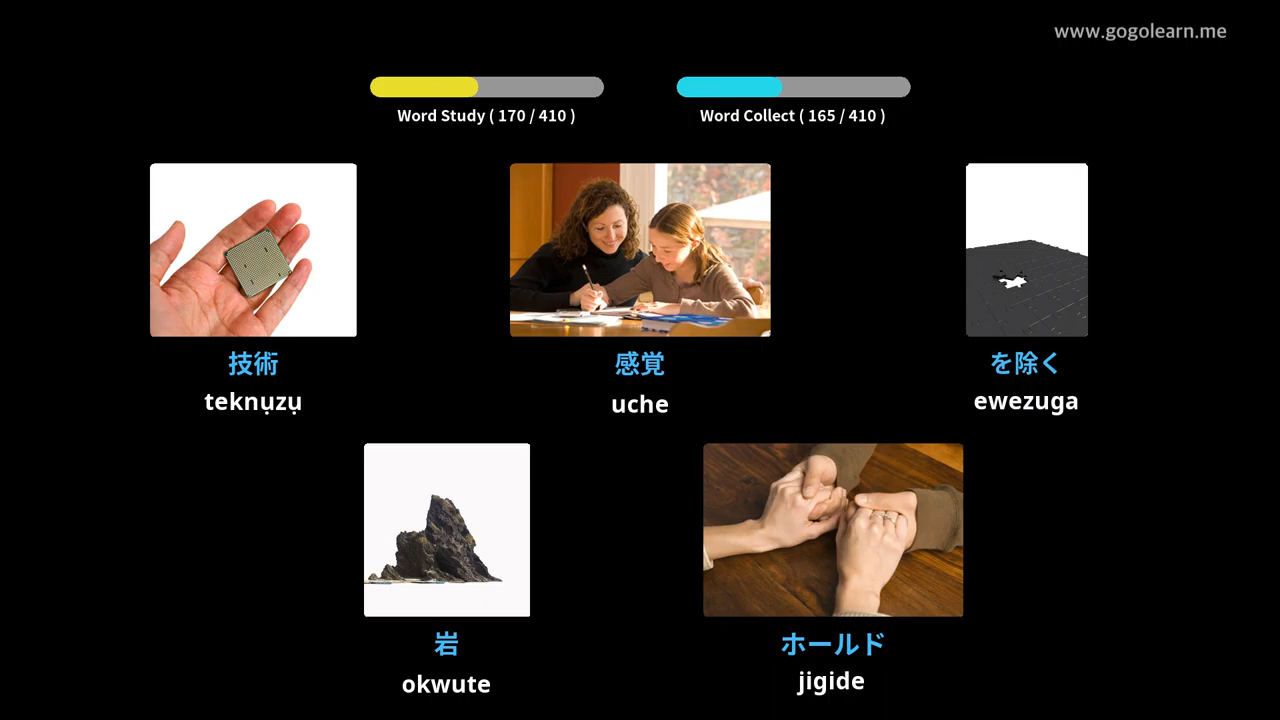 www.gogolearn.me
Word Study ( 170 / 410 )
Word Collect ( 165 / 410 )
技術
teknụzụ
感覚
uche
を除く
ewezuga
岩
okwute
ホールド
jigide